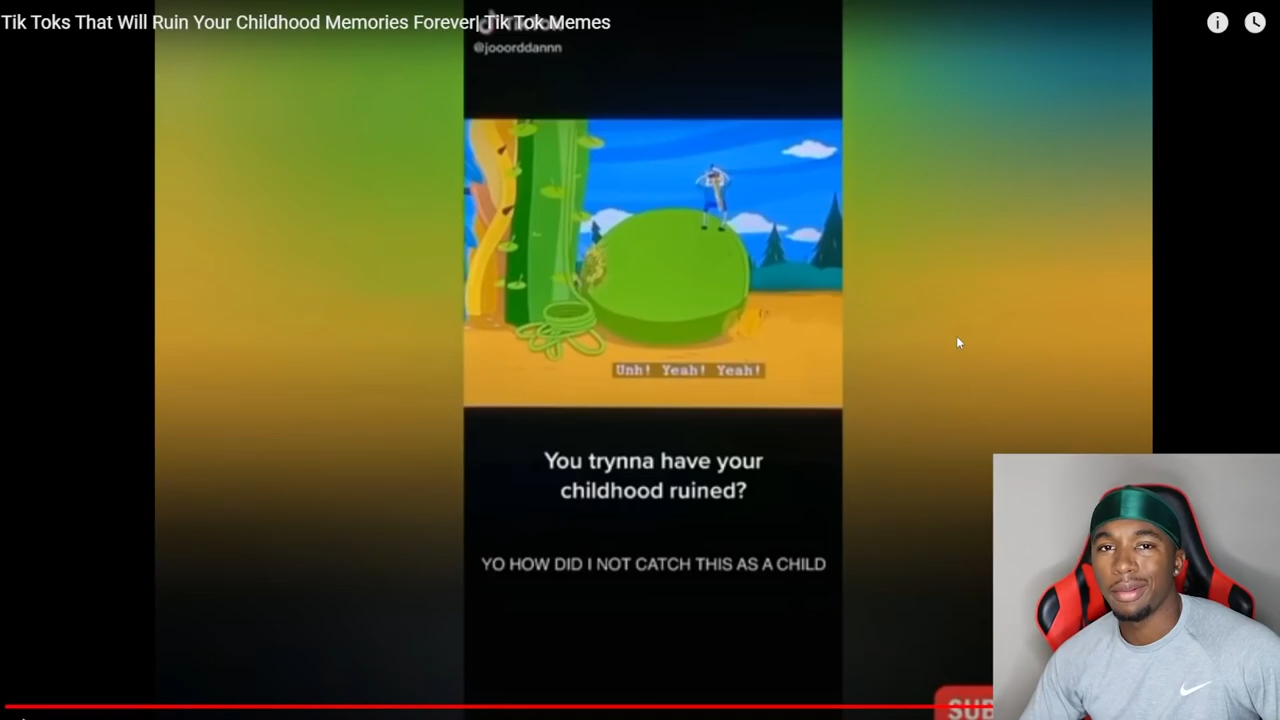 Tik Toks That Will Ruin Your Childhood Memories Forever| Tik Tok Memes
@jooorddannn
Unh! Yeah! Yeah!
You trynna have your
childhood ruined?
YO HOW DID I NOT CATCH THIS AS A CHILD
SUB